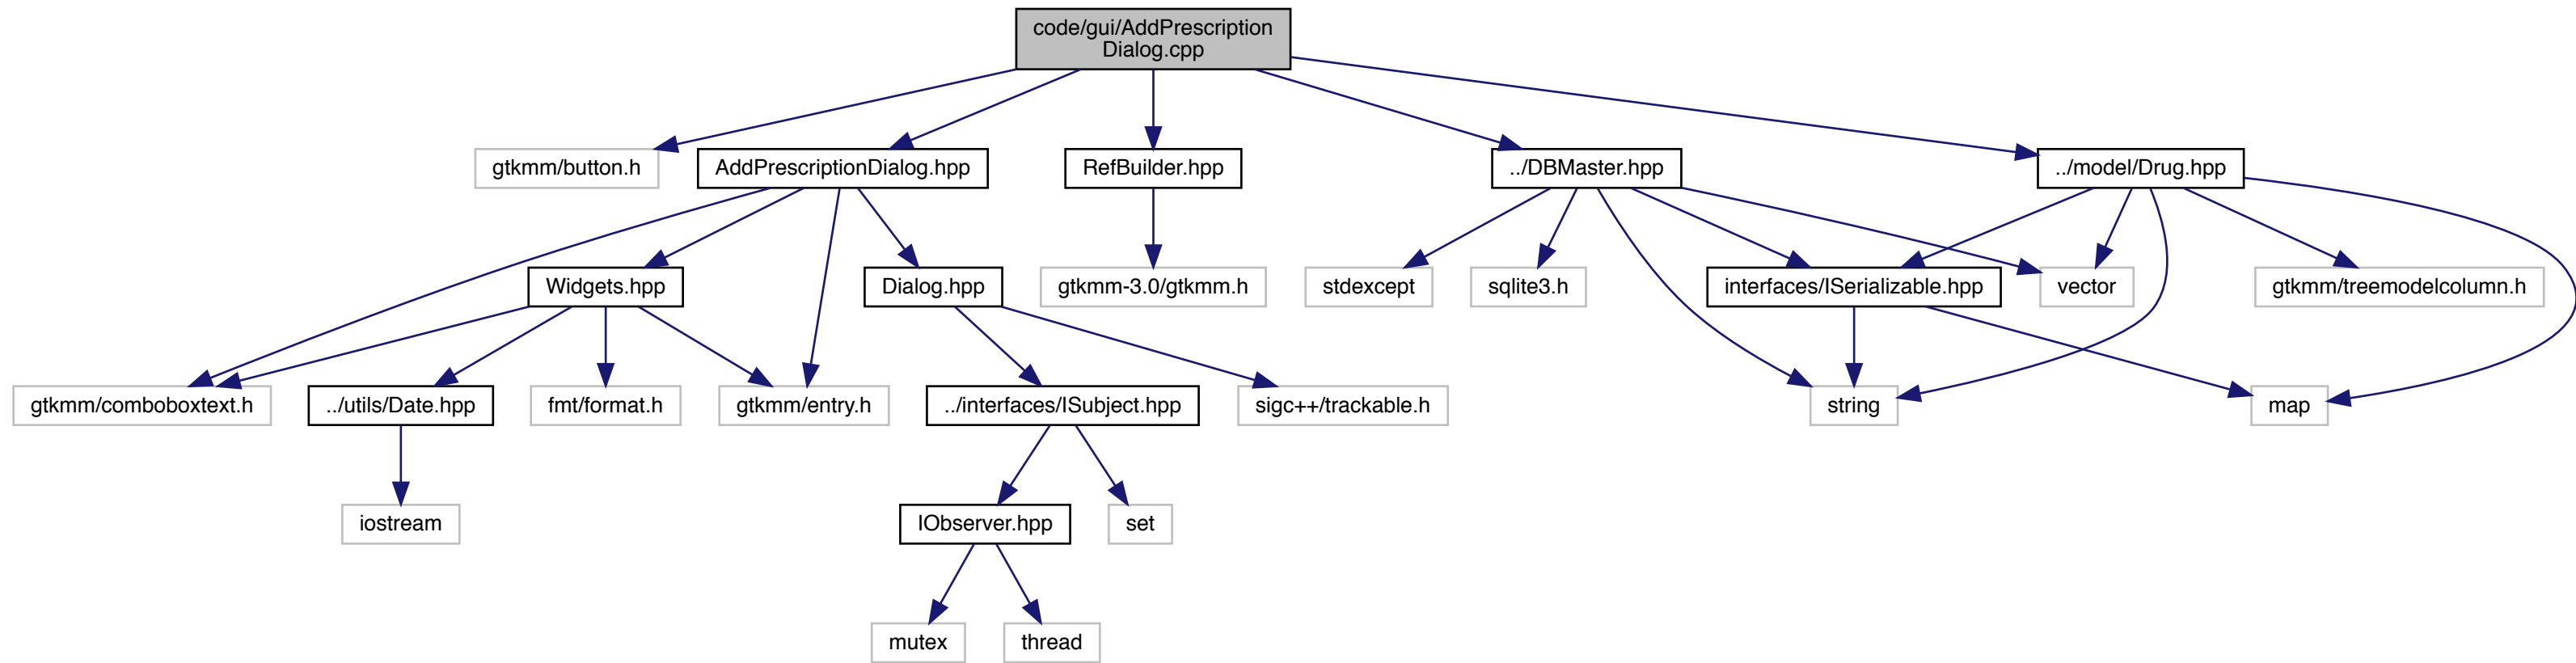 code/gui/AddPrescription
Dialog.cpp
gtkmm/button.h
AddPrescriptionDialog.hpp
RefBuilder.hpp
../DBMaster.hpp
../model/Drug.hpp
Widgets.hpp
Dialog.hpp
gtkmm-3.0/gtkmm.h
stdexcept
sqlite3.h
interfaces/ISerializable.hpp
vector
gtkmm/treemodelcolumn.h
gtkmm/comboboxtext.h
../utils/Date.hpp
fmt/format.h
gtkmm/entry.h
../interfaces/ISubject.hpp
sigc++/trackable.h
string
map
iostream
IObserver.hpp
set
mutex
thread